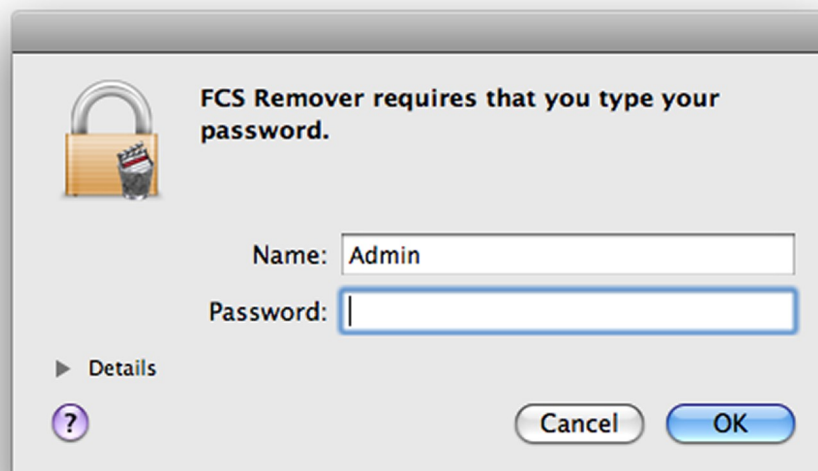 FCS Remover requires that you type your
password.
Name: Admin
Password:
Details
? Cancel OK